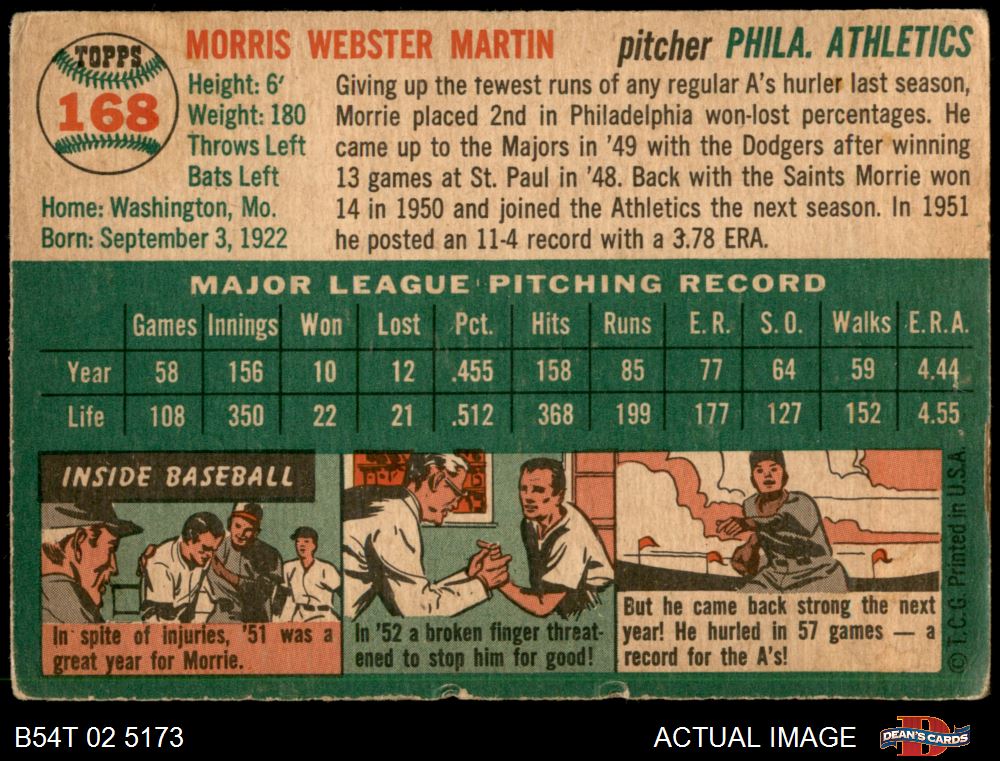 TOPPS
168
MORRIS WEBSTER MARTIN pitcher PHILA. ATHLETICS
Height: 6'
Weight: 180
Throws Left
Bats Left
Home: Washington, Mo.
Born: September 3, 1922
Giving up the fewest runs of any regular A's hurler last season,
Morrie placed 2nd in Philadelphia won-lost percentages. He
came up to the Majors in '49 with the Dodgers after winning
13 games at St. Paul in '48. Back with the Saints Morrie won
14 in 1950 and joined the Athletics the next season. In 1951
he posted an 11-4 record with a 3.78 ERA.
MAJOR LEAGUE PITCHING RECORD
Games Innings Won Lost Pct. Hits Runs E. R. S. O. Walks E.R.A.
Year 58 156 10 12 .455 158 85 77 64 59 4.44
Life 108 350 22 21 .512 368 199 177 127 152 4.55
INSIDE BASEBALL
In spite of injuries, '51 was a
great year for Morrie.
In '52 a broken finger threat-
ened to stop him for good!
But he came back strong the next
year! He hurled in 57 games — a
record for the A's!
© T.C.G. Printed in U.S.A.
B54T 02 5173 ACTUAL IMAGE
DEAN'S CARDS